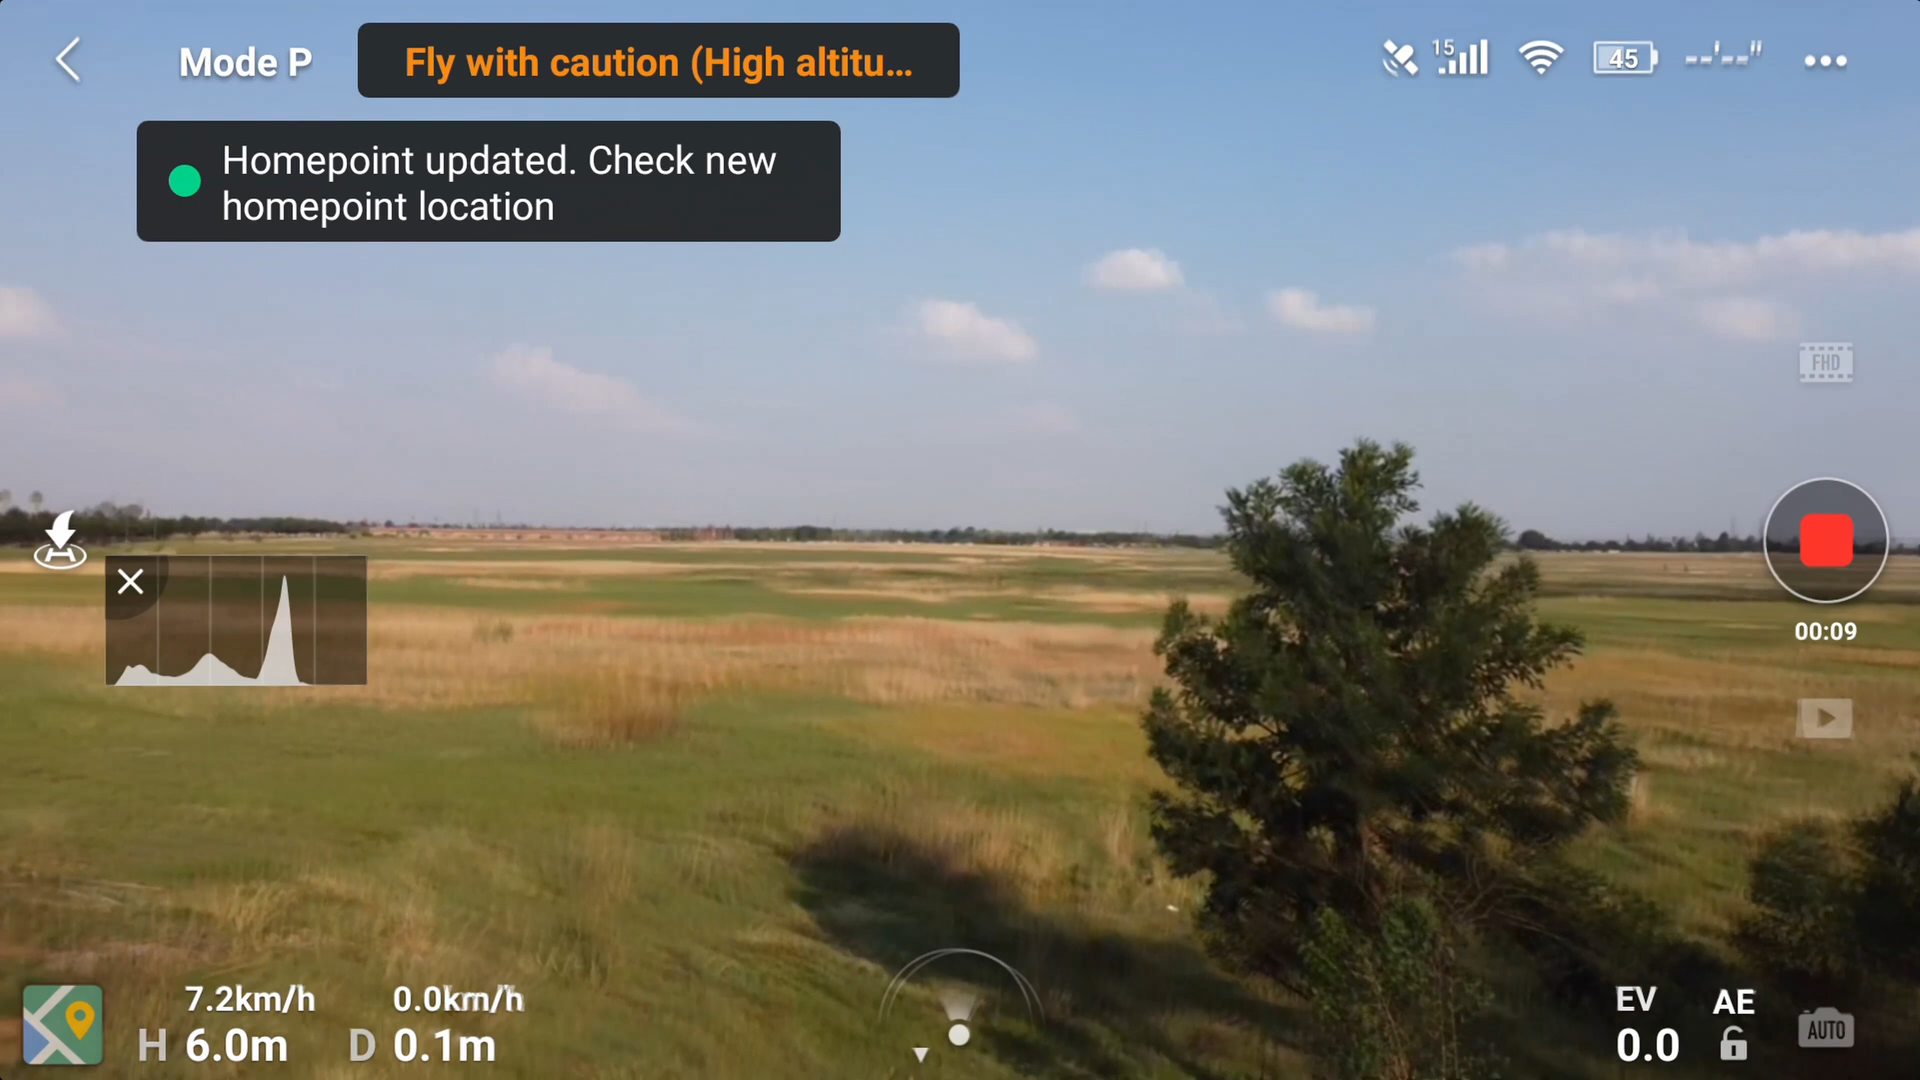 Mode P
Fly with caution (High altitu...
15
45
--'--"
Homepoint updated. Check new
homepoint location
FHD
00:09
7.2km/h
0.0km/h
H 6.0m
D 0.1m
EV
0.0
AE
AUTO